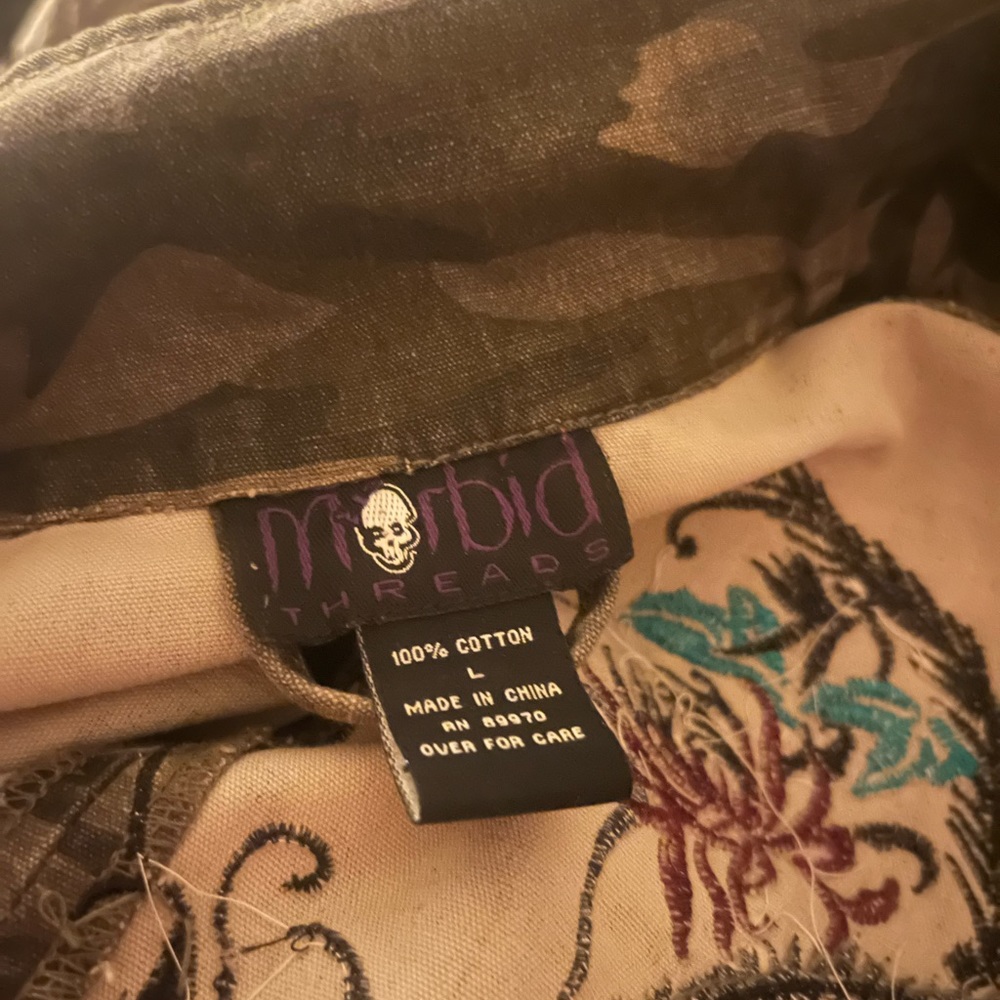 morbid
THREADS
100% COTTON
L
MADE IN CHINA
RN 89970
OVER FOR CARE